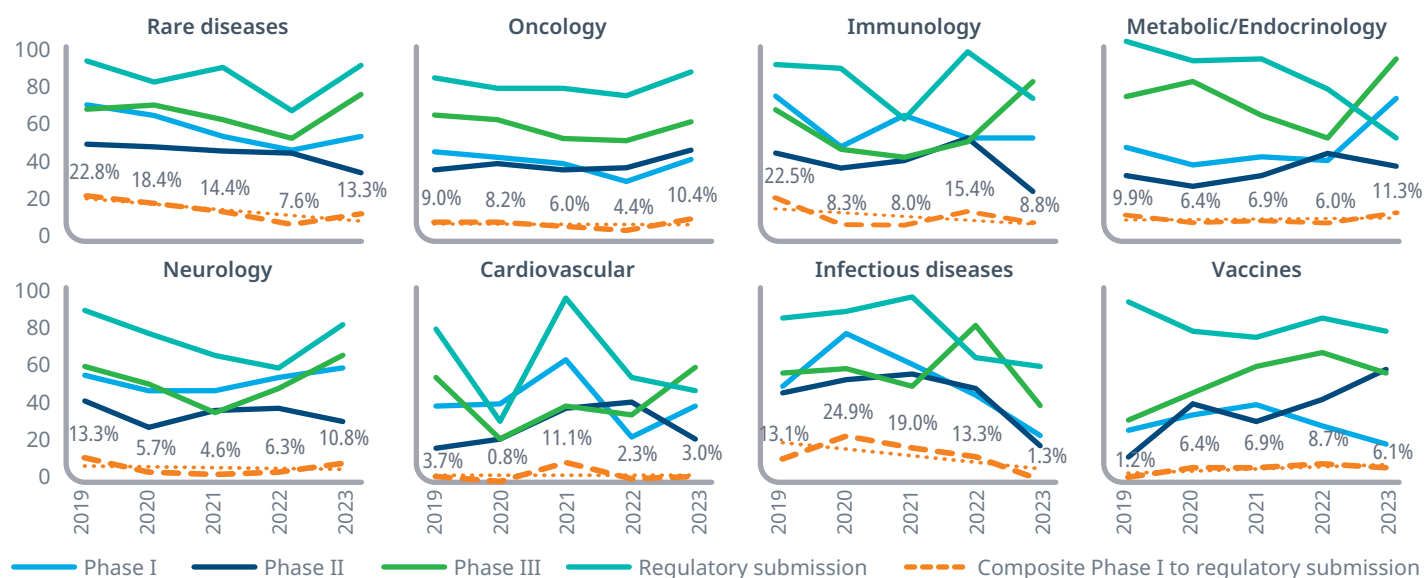 Rare diseases Oncology Immunology Metabolic/Endocrinology
100
80
60
40
20
0
22.8% 18.4% 14.4% 7.6% 13.3%
9.0% 8.2% 6.0% 4.4% 10.4%
22.5% 8.3% 8.0% 15.4% 8.8%
9.9% 6.4% 6.9% 6.0% 11.3%
Neurology Cardiovascular Infectious diseases Vaccines
100
80
60
40
20
0
13.3% 5.7% 4.6% 6.3% 10.8%
3.7% 0.8% 11.1% 2.3% 3.0%
13.1% 24.9% 19.0% 13.3% 1.3%
1.2% 6.4% 6.9% 8.7% 6.1%
2019 2020 2021 2022 2023 2019 2020 2021 2022 2023 2019 2020 2021 2022 2023 2019 2020 2021 2022 2023
Phase I Phase II Phase III Regulatory submission Composite Phase I to regulatory submission